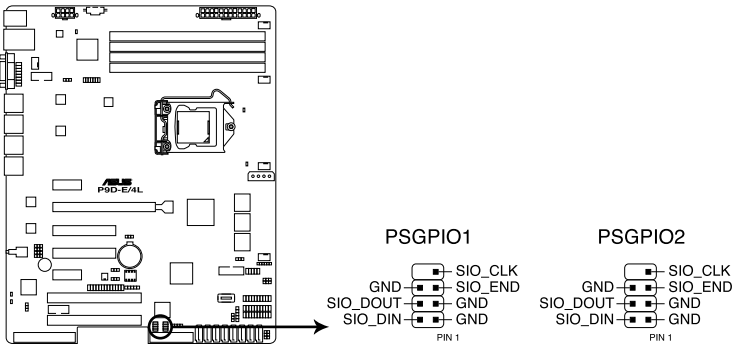 ASUS
P9D-E/4L
PSGPIO1
SIO_CLK
GND SIO_END
SIO_DOUT GND
SIO_DIN GND
PIN 1
PSGPIO2
SIO_CLK
GND SIO_END
SIO_DOUT GND
SIO_DIN GND
PIN 1